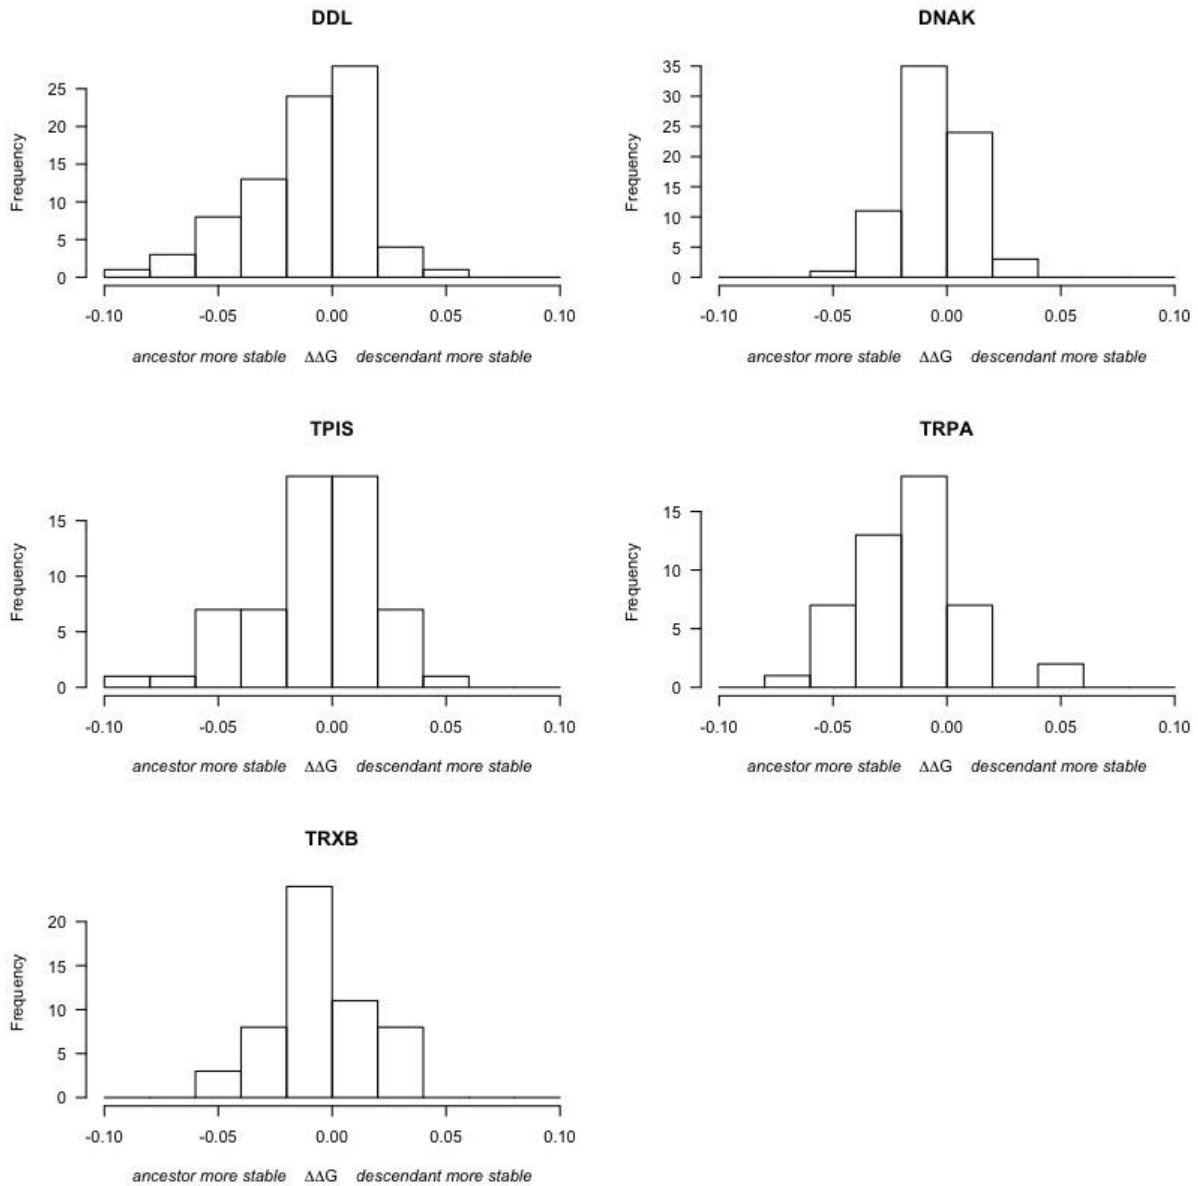 DDL
Frequency
25
20
15
10
5
0
-0.10 -0.05 0.00 0.05 0.10
ancestor more stable ΔΔG descendant more stable
DNAK
Frequency
35
30
25
20
15
10
5
0
-0.10 -0.05 0.00 0.05 0.10
ancestor more stable ΔΔG descendant more stable
TPIS
Frequency
15
10
5
0
-0.10 -0.05 0.00 0.05 0.10
ancestor more stable ΔΔG descendant more stable
TRPA
Frequency
15
10
5
0
-0.10 -0.05 0.00 0.05 0.10
ancestor more stable ΔΔG descendant more stable
TRXB
Frequency
20
15
10
5
0
-0.10 -0.05 0.00 0.05 0.10
ancestor more stable ΔΔG descendant more stable